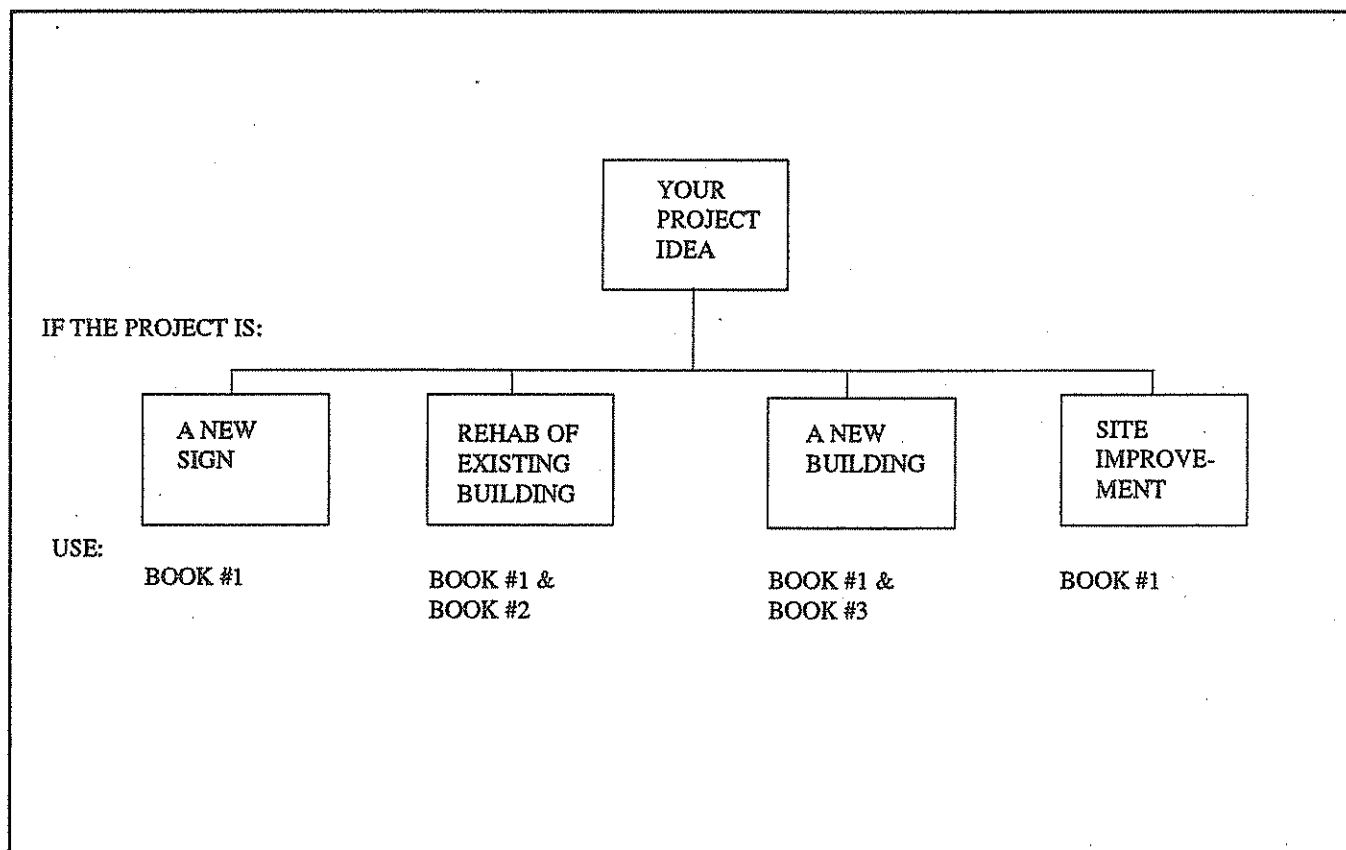 YOUR
PROJECT
IDEA
IF THE PROJECT IS:
A NEW
SIGN
REHAB OF
EXISTING
BUILDING
A NEW
BUILDING
SITE
IMPROVE-
MENT
USE:
BOOK #1
BOOK #1 &
BOOK #2
BOOK #1 &
BOOK #3
BOOK #1